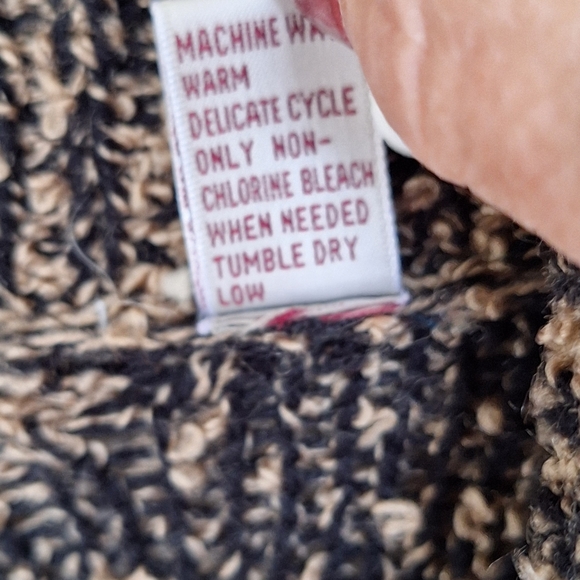 MACHINE WA
WARM
DELICATE CYCLE
ONLY NON-
CHLORINE BLEACH
WHEN NEEDED
TUMBLE DRY
LOW